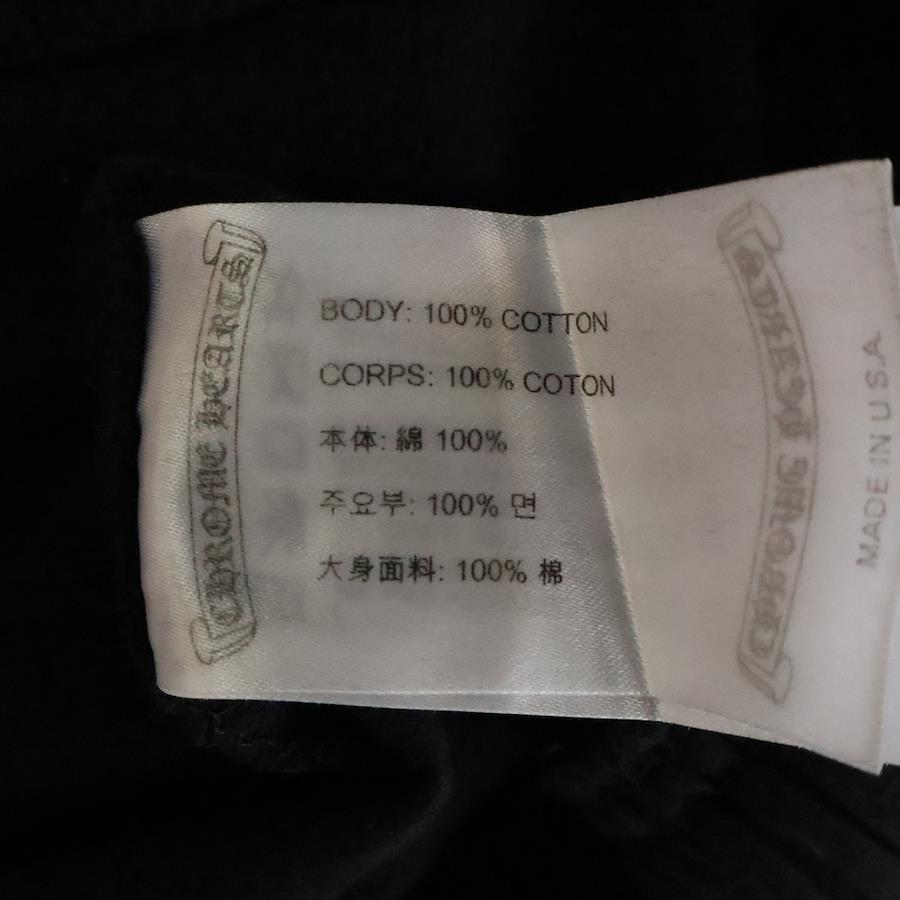 CHROME HEARTS
BODY: 100% COTTON
CORPS: 100% COTON
本体: 綿 100%
주요부: 100% 면
大身面料: 100% 棉
CHROME HEARTS
MADE IN U.S.A.